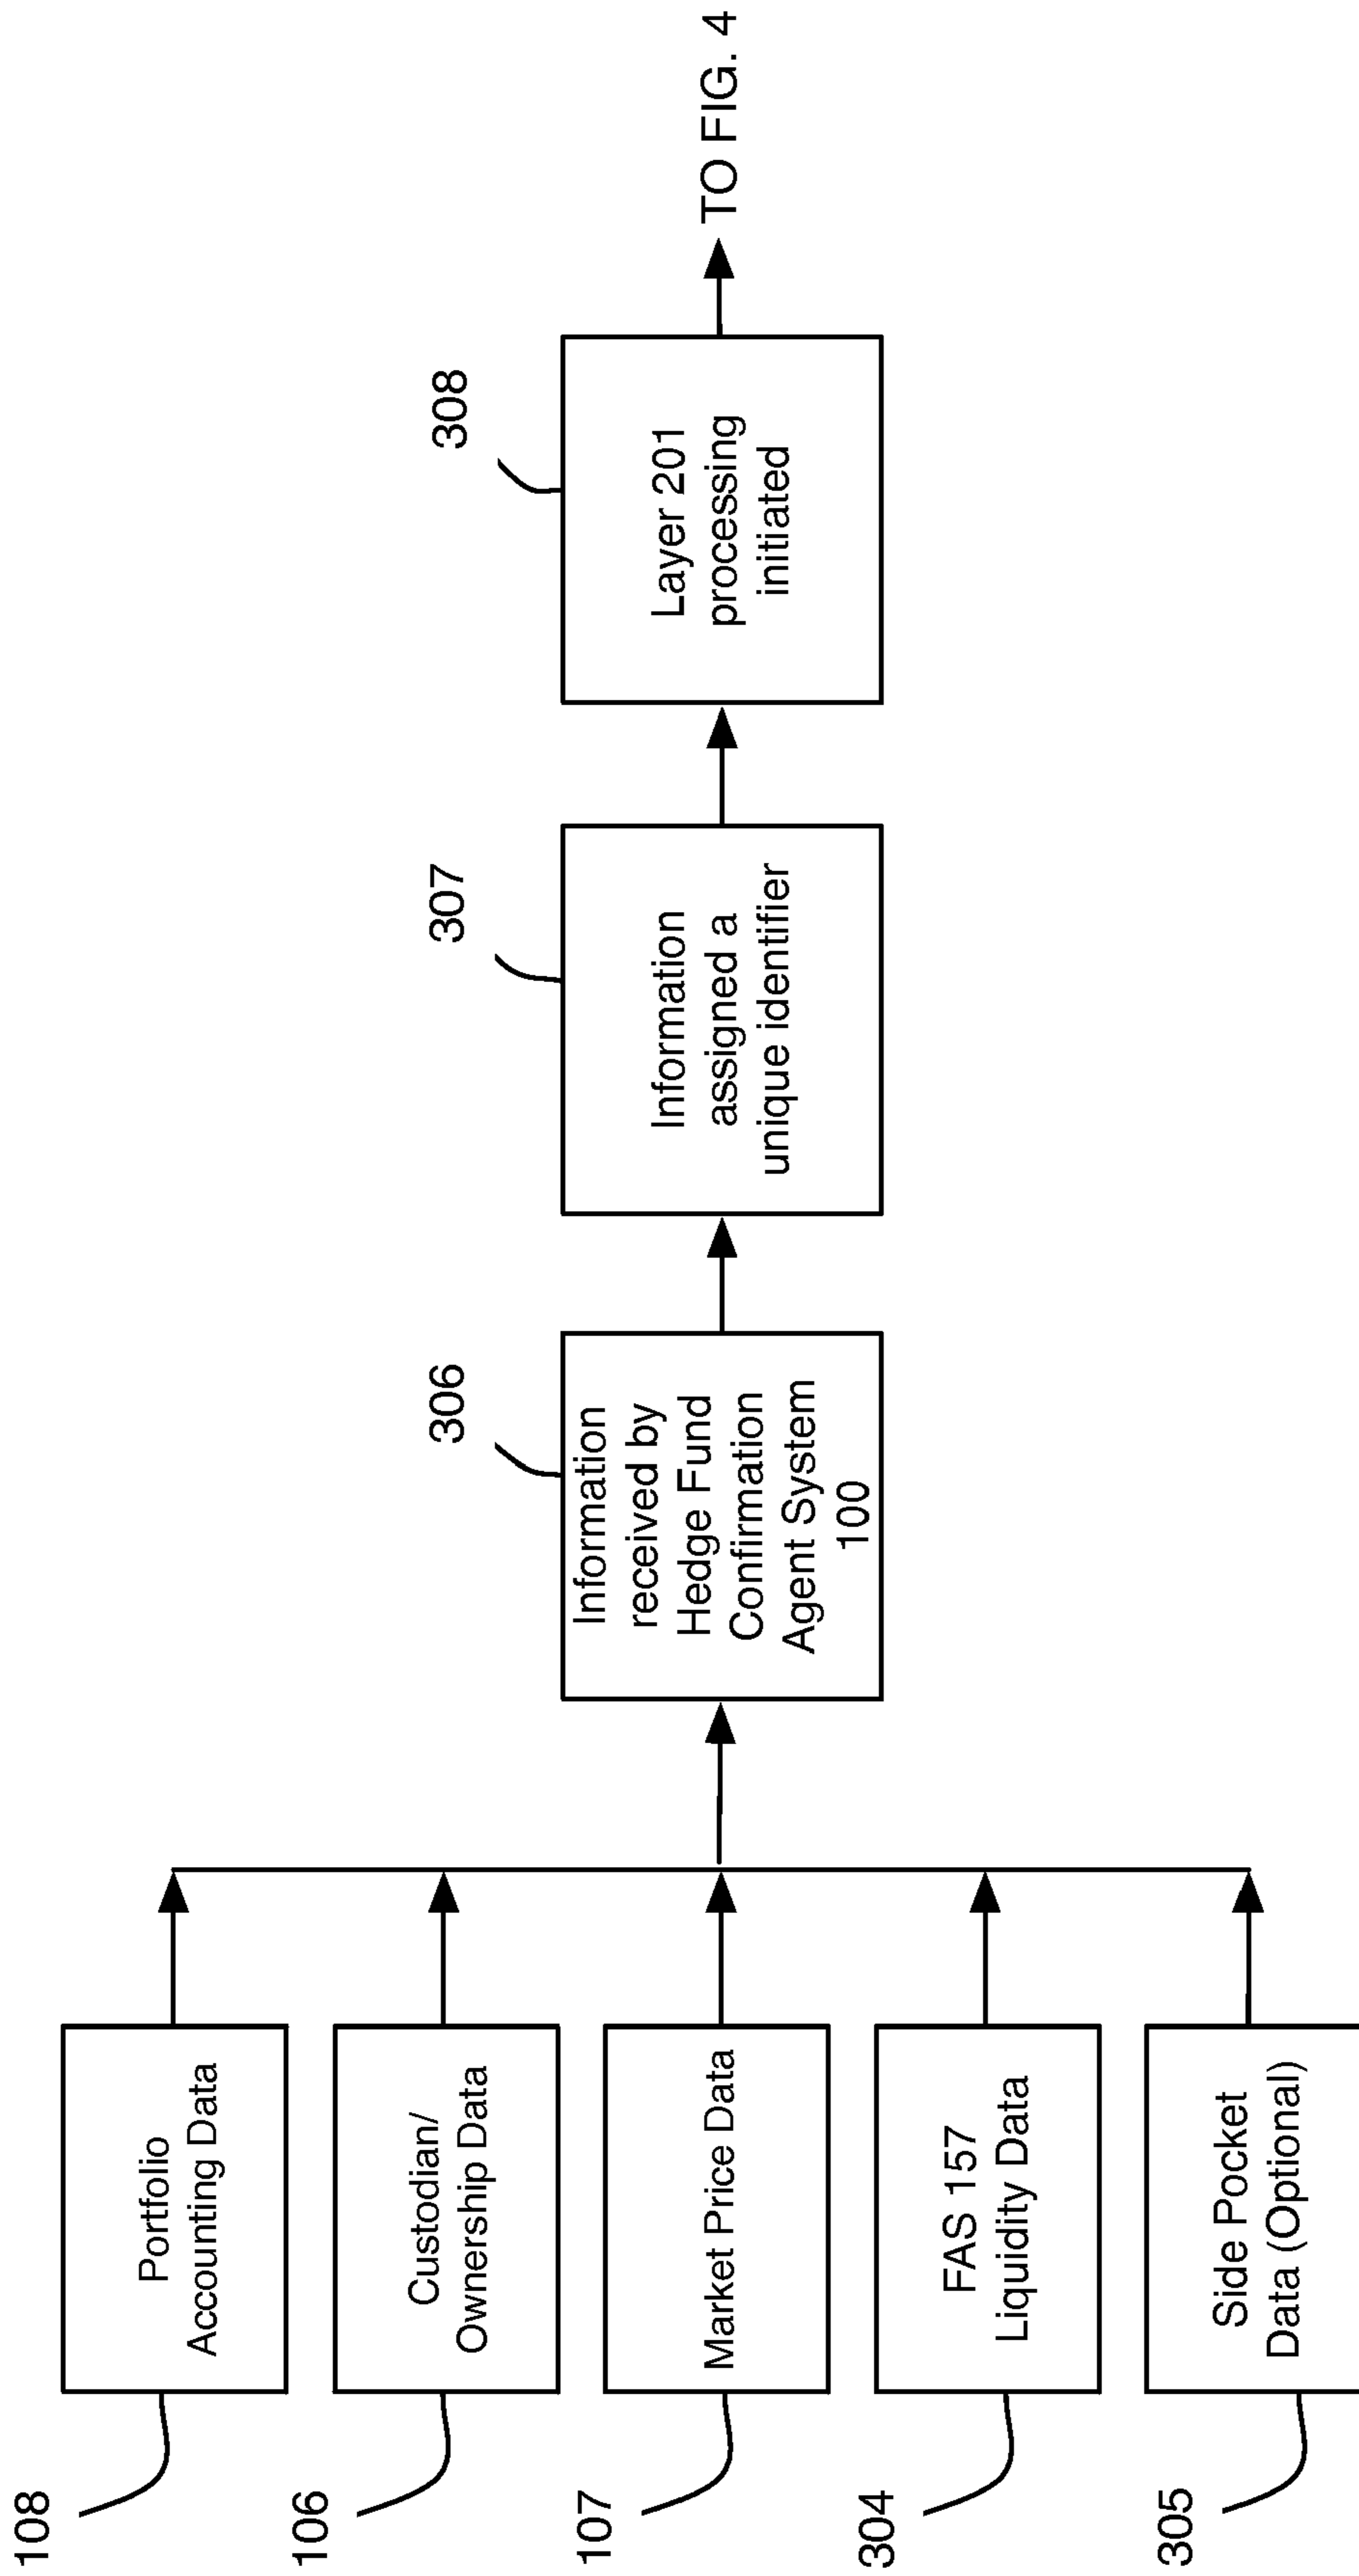 108
Portfolio
Accounting Data
106
Custodian/
Ownership Data
107
Market Price Data
304
FAS 157
Liquidity Data
305
Side Pocket
Data (Optional)
306
Information
received by
Hedge Fund
Confirmation
Agent System
100
307
Information
assigned a
unique identifier
308
Layer 201
processing
initiated
TO FIG. 4